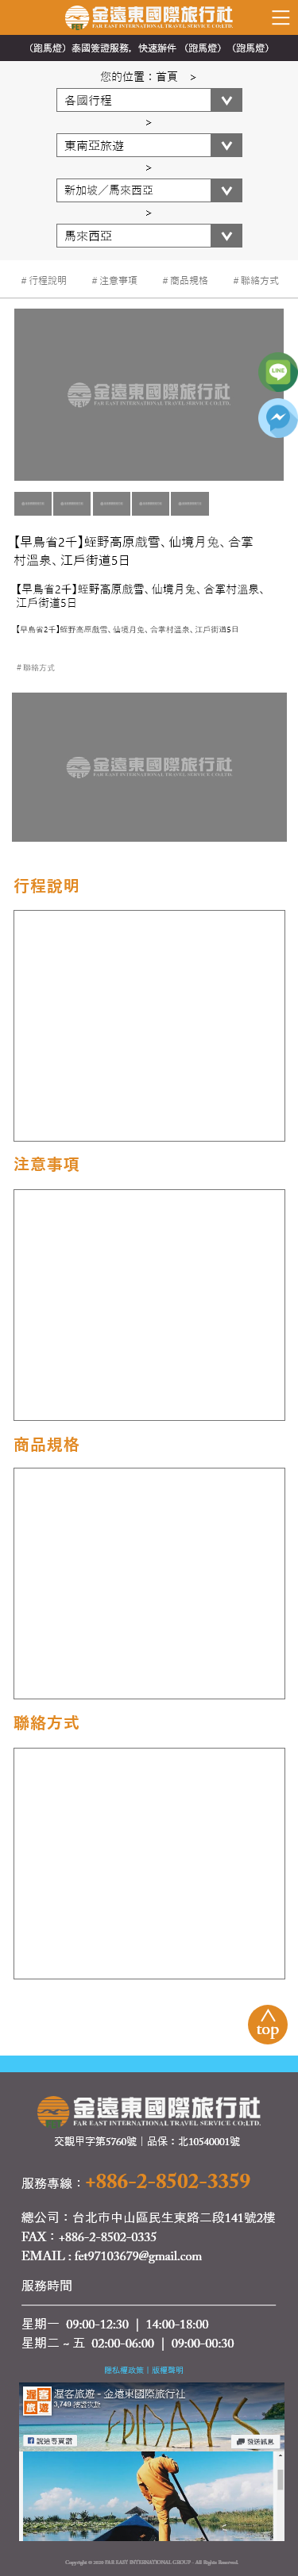 金遠東國際旅行社
FAR EAST INTERNATIONAL TRAVEL SERVICE CO.LTD.
（跑馬燈）泰國簽證服務，快速辦件 （跑馬燈）（跑馬燈）
您的位置：首頁 >
各國行程
>
東南亞旅遊
>
新加坡／馬來西亞
>
馬來西亞
# 行程說明 # 注意事項 # 商品規格 # 聯絡方式
LINE
金遠東國際旅行社
FAR EAST INTERNATIONAL TRAVEL SERVICE CO.LTD.
【早鳥省2千】蛭野高原戲雪、仙境月兔、合掌
村溫泉、江戶街道5日
【早鳥省2千】蛭野高原戲雪、仙境月兔、合掌村溫泉、
江戶街道5日
【早鳥省2千】蛭野高原戲雪、仙境月兔、合掌村溫泉、江戶街道5日
# 聯絡方式
金遠東國際旅行社
FAR EAST INTERNATIONAL TRAVEL SERVICE CO.LTD.
行程說明
注意事項
商品規格
聯絡方式
top
金遠東國際旅行社
FAR EAST INTERNATIONAL TRAVEL SERVICE CO.LTD.
交觀甲字第5760號｜品保：北10540001號
服務專線：+886-2-8502-3359
總公司：台北市中山區民生東路二段141號2樓
FAX：+886-2-8502-0335
EMAIL : fet97103679@gmail.com
服務時間
星期一 09:00-12:30 ｜ 14:00-18:00
星期二 ~ 五 02:00-06:00 ｜ 09:00-00:30
隱私權政策｜版權聲明
渥客旅遊 - 金遠東國際旅行社
說這專頁讚
發送訊息
Copyright © 2020 FAR EAST INTERNATIONAL GROUP . All Rights Reserved.